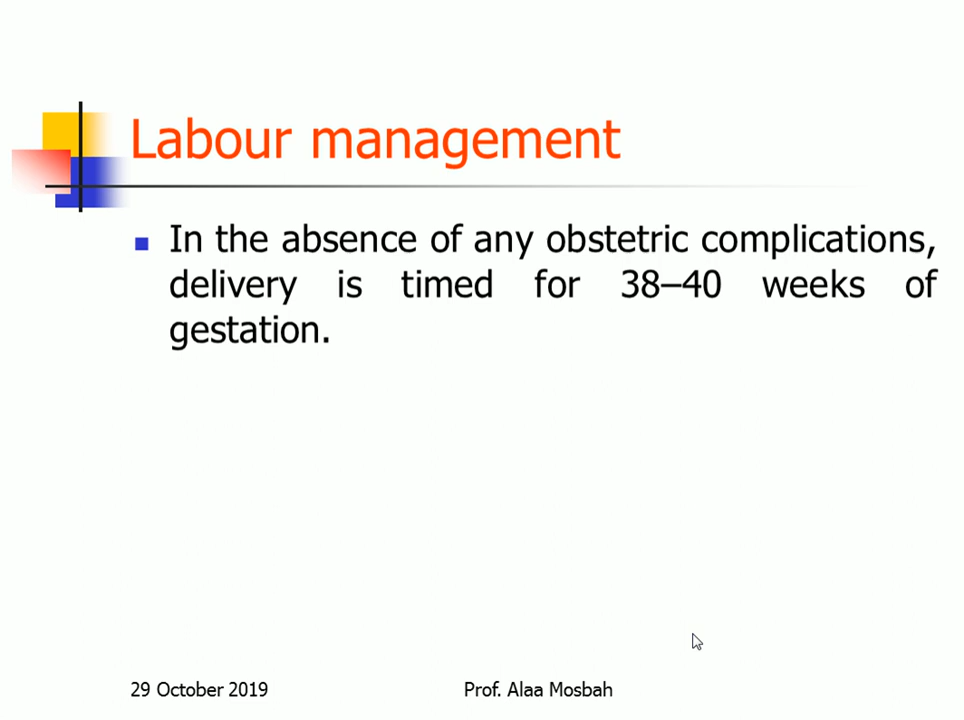 Labour management
In the absence of any obstetric complications,
delivery is timed for 38–40 weeks of
gestation.
29 October 2019
Prof. Alaa Mosbah